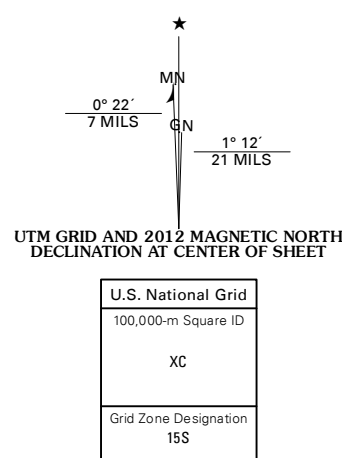 ★
MN
0° 22´
7 MILS
GN
1° 12´
21 MILS
UTM GRID AND 2012 MAGNETIC NORTH
DECLINATION AT CENTER OF SHEET
U.S. National Grid
100,000-m Square ID
XC
Grid Zone Designation
15S